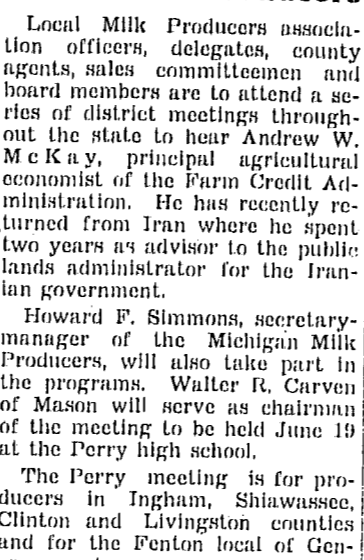 Local Milk Producers associa-
tion officers, delegates, county
agents, sales committeemen and
board members are to attend a se-
ries of district meetings through-
out the state to hear Andrew W.
McKay, principal agricultural
economist of the Farm Credit Ad-
ministration. He has recently re-
turned from Iran where he spent
two years as advisor to the public
lands administrator for the Iran-
ian government.
Howard F. Simmons, secretary-
manager of the Michigan Milk
Producers, will also take part in
the programs. Walter R. Carven
of Mason will serve as chairman
of the meeting to be held June 19
at the Perry high school.
The Perry meeting is for pro-
ducers in Ingham, Shiawassee,
Clinton and Livingston counties
and for the Fenton local of Gen-